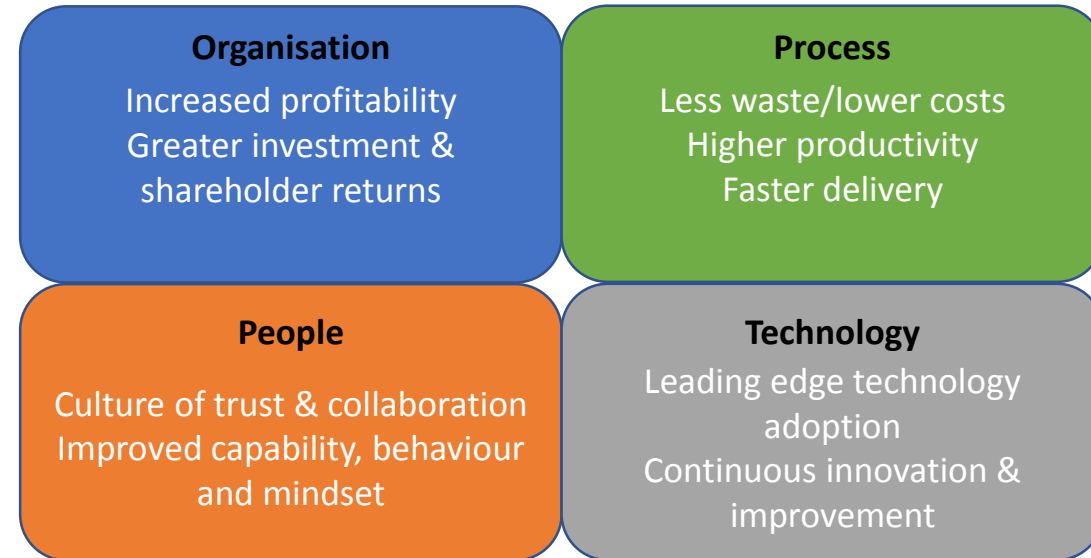 Organisation
Increased profitability
Greater investment &
shareholder returns
Process
Less waste/lower costs
Higher productivity
Faster delivery
People
Culture of trust & collaboration
Improved capability, behaviour
and mindset
Technology
Leading edge technology
adoption
Continuous innovation &
improvement